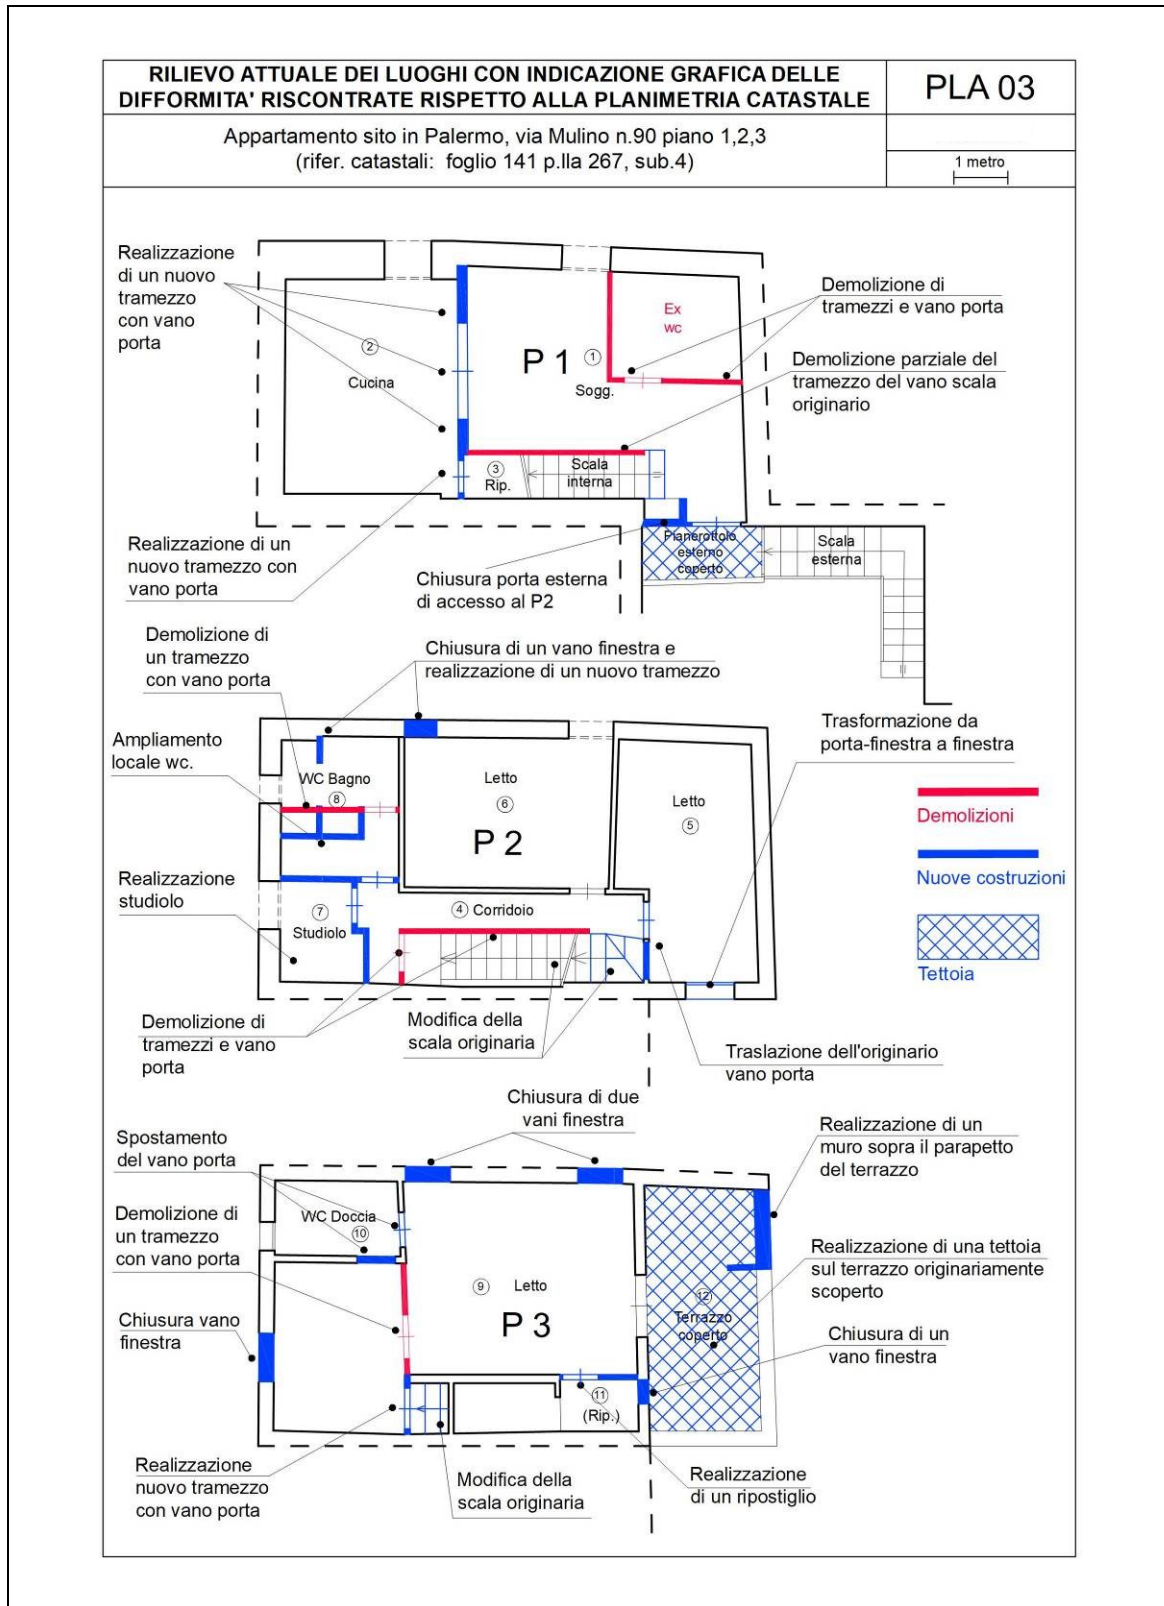 RILIEVO ATTUALE DEI LUOGHI CON INDICAZIONE GRAFICA DELLE
DIFFORMITA' RISCONTRATE RISPETTO ALLA PLANIMETRIA CATASTALE
PLA 03
Appartamento sito in Palermo, via Mulino n.90 piano 1,2,3
(rifer. catastali: foglio 141 p.lla 267, sub.4)
1 metro
Realizzazione
di un nuovo
tramezzo
con vano
porta
Demolizione di
tramezzi e vano porta
Ex
wc
2
Cucina
P 1
1
Sogg.
Demolizione parziale del
tramezzo del vano scala
originario
3
Rip.
Scala
interna
Pianerottolo
esterno
coperto
Scala
esterna
Realizzazione di un
nuovo tramezzo con
vano porta
Chiusura porta esterna
di accesso al P2
Demolizione di
un tramezzo
con vano porta
Chiusura di un vano finestra e
realizzazione di un nuovo tramezzo
Trasformazione da
porta-finestra a finestra
Ampliamento
locale wc.
WC Bagno
8
Letto
6
P 2
Letto
5
Demolizioni
Nuove costruzioni
Tettoia
Realizzazione
studiolo
7
Studiolo
4 Corridoio
Demolizione di
tramezzi e vano
porta
Modifica della
scala originaria
Traslazione dell'originario
vano porta
Chiusura di due
vani finestra
Spostamento
del vano porta
Realizzazione di un
muro sopra il parapetto
del terrazzo
Demolizione di
un tramezzo
con vano porta
WC Doccia
10
Realizzazione di una tettoia
sul terrazzo originariamente
scoperto
9 Letto
P 3
12
Terrazzo
coperto
Chiusura vano
finestra
Chiusura di un
vano finestra
11
(Rip.)
Realizzazione
nuovo tramezzo
con vano porta
Modifica della
scala originaria
Realizzazione
di un ripostiglio